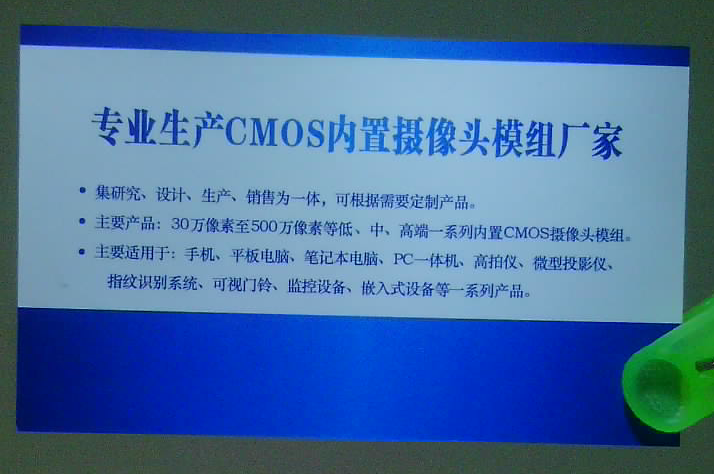 专业生产CMOS内置摄像头模组厂家
• 集研究、设计、生产、销售为一体，可根据需要定制产品。
• 主要产品：30万像素至500万像素等低、中、高端一系列内置CMOS摄像头模组。
• 主要适用于：手机、平板电脑、笔记本电脑、PC一体机、高拍仪、微型投影仪、
指纹识别系统、可视门铃、监控设备、嵌入式设备等一系列产品。